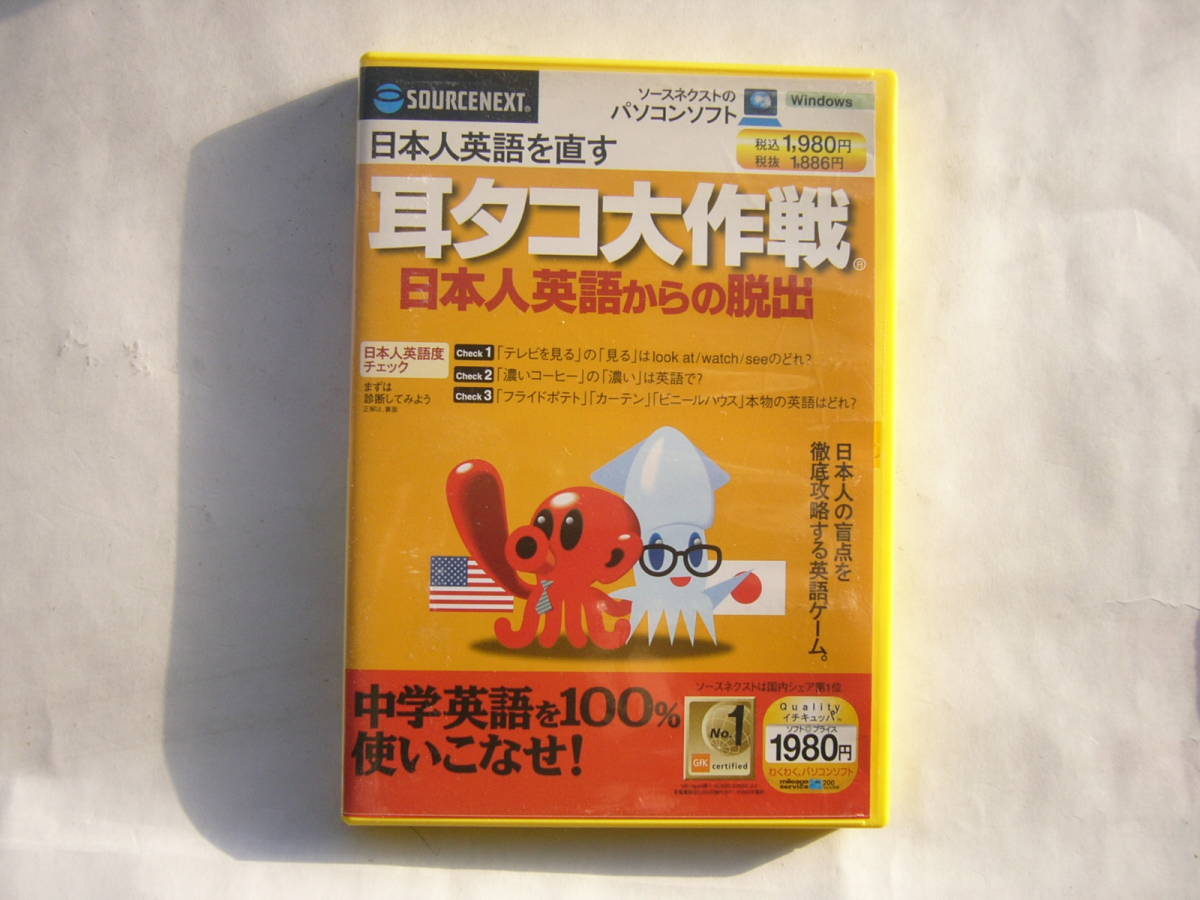 SOURCENEXT®
ソースネクストの
パソコンソフト
Windows
日本人英語を直す
税込 1,980円
税抜 1,886円
耳タコ大作戦®
日本人英語からの脱出
日本人英語度
チェック
まずは
診断してみよう
正解は、裏面
Check 1 「テレビを見る」の「見る」はlook at/watch/seeのどれ?
Check 2 「濃いコーヒー」の「濃い」は英語で?
Check 3 「フライドポテト」「カーテン」「ビニールハウス」本物の英語はどれ?
日本人の盲点を
徹底攻略する英語ゲーム。
中学英語を100%
使いこなせ!
ソースネクストは国内シェア第1位
No.1
GfK certified
Quality
イチキュッパ™
ソフト◎プライス
1980円
わくわく、パソコンソフト
mileage
service
200